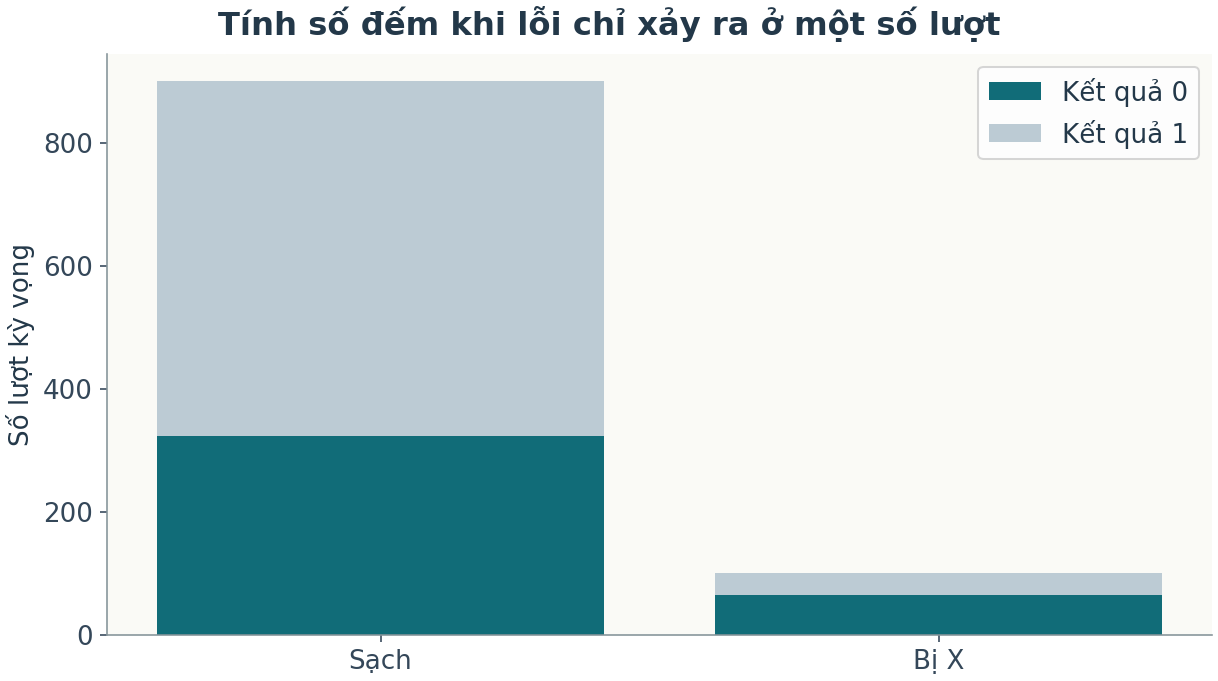 Tính số đếm khi lỗi chỉ xảy ra ở một số lượt
Kết quả 0
Kết quả 1
Số lượt kỳ vọng
800
600
400
200
0
Sạch
Bị X